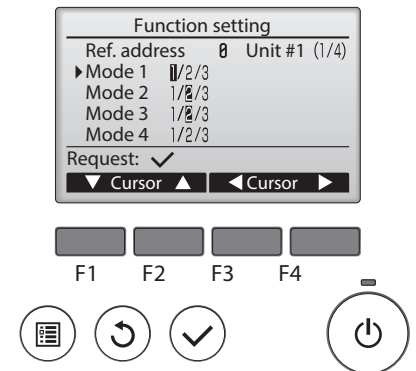 Function setting
Ref. address 0 Unit #1 (1/4)
▶Mode 1 1/2/3
Mode 2 1/2/3
Mode 3 1/2/3
Mode 4 1/2/3
Request: ✓
▼ Cursor ▲ ◀ Cursor ▶
F1 F2 F3 F4